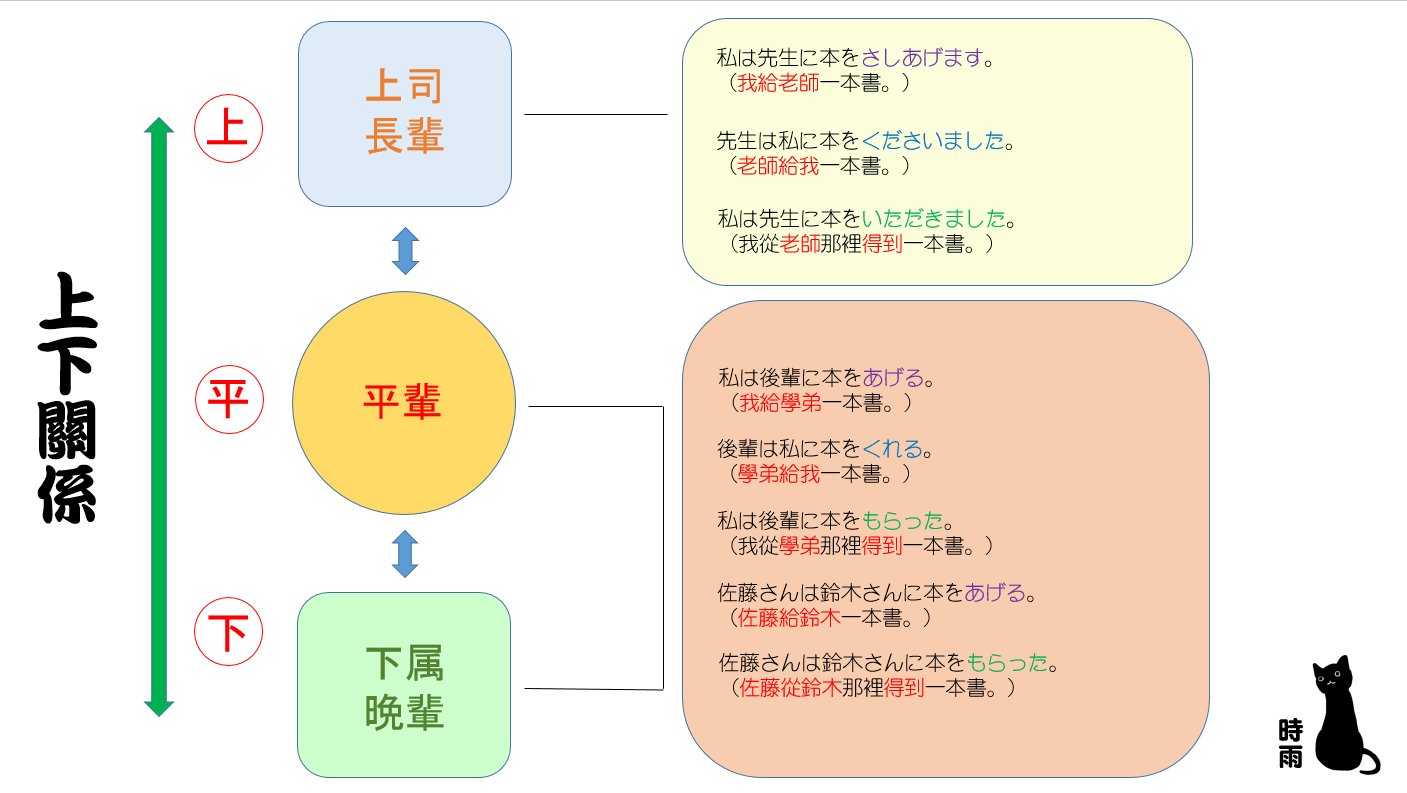 上下關係
上
上司
長輩
私は先生に本をさしあげます。
（我給老師一本書。）
先生は私に本をくださいました。
（老師給我一本書。）
私は先生に本をいただきました。
（我從老師那裡得到一本書。）
平
平輩
私は後輩に本をあげる。
（我給學弟一本書。）
後輩は私に本をくれる。
（學弟給我一本書。）
私は後輩に本をもらった。
（我從學弟那裡得到一本書。）
佐藤さんは鈴木さんに本をあげる。
（佐藤給鈴木一本書。）
佐藤さんは鈴木さんに本をもらった。
（佐藤從鈴木那裡得到一本書。）
下
下属
晩輩
時雨